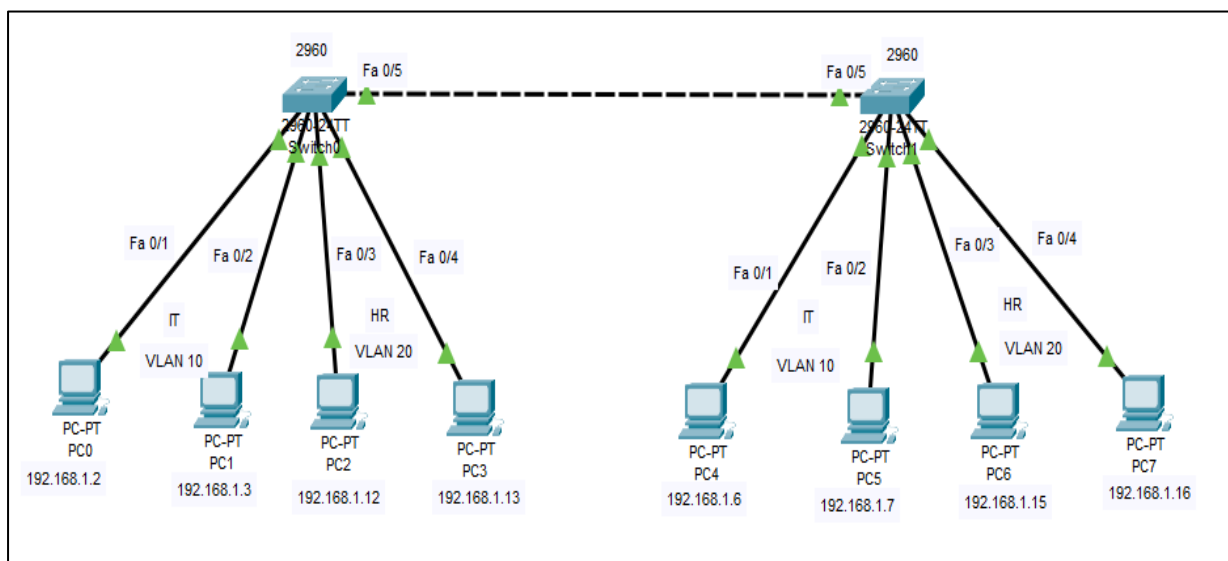 2960
2960
Fa 0/5
Fa 0/5
2960-24TT
Switch0
2960-24TT
Switch1
Fa 0/1
Fa 0/2
Fa 0/3
Fa 0/4
Fa 0/1
Fa 0/2
Fa 0/3
Fa 0/4
IT
VLAN 10
HR
VLAN 20
IT
VLAN 10
HR
VLAN 20
PC-PT
PC0
192.168.1.2
PC-PT
PC1
192.168.1.3
PC-PT
PC2
192.168.1.12
PC-PT
PC3
192.168.1.13
PC-PT
PC4
192.168.1.6
PC-PT
PC5
192.168.1.7
PC-PT
PC6
192.168.1.15
PC-PT
PC7
192.168.1.16